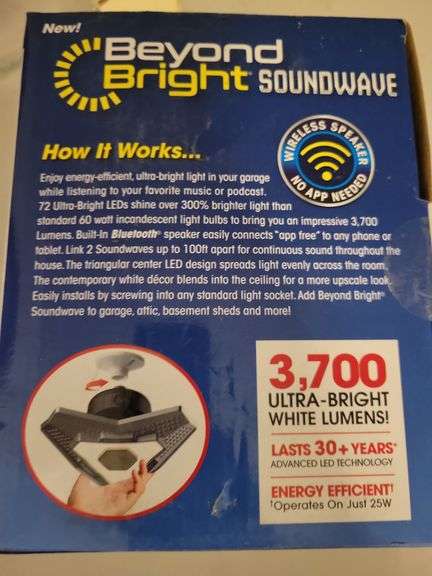 New!
Beyond
Bright® SOUNDWAVE
WIRELESS SPEAKER
NO APP NEEDED
How It Works...
Enjoy energy-efficient, ultra-bright light in your garage
while listening to your favorite music or podcast.
72 Ultra-Bright LEDs shine over 300% brighter light than
standard 60 watt incandescent light bulbs to bring you an impressive 3,700
Lumens. Built-In Bluetooth® speaker easily connects "app free" to any phone or
tablet. Link 2 Soundwaves up to 100ft apart for continuous sound throughout the
house. The triangular center LED design spreads light evenly across the room.
The contemporary white décor blends into the ceiling for a more upscale look.
Easily installs by screwing into any standard light socket. Add Beyond Bright®
Soundwave to garage, attic, basement sheds and more!
3,700
ULTRA-BRIGHT
WHITE LUMENS!
LASTS 30+ YEARS*
ADVANCED LED TECHNOLOGY
ENERGY EFFICIENT†
†Operates On Just 25W